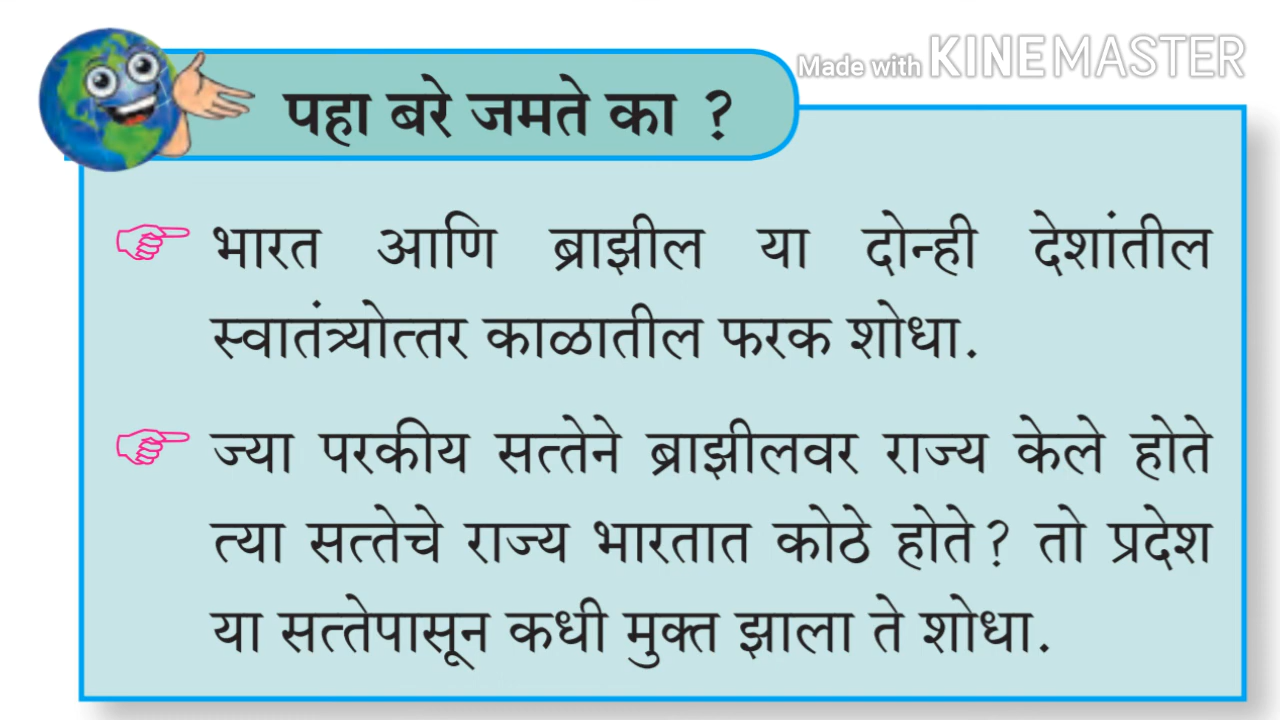 Made with KINEMASTER
पहा बरे जमते का ?
भारत आणि ब्राझील या दोन्ही देशांतील
स्वातंत्र्योत्तर काळातील फरक शोधा.
ज्या परकीय सत्तेने ब्राझीलवर राज्य केले होते
त्या सत्तेचे राज्य भारतात कोठे होते? तो प्रदेश
या सत्तेपासून कधी मुक्त झाला ते शोधा.